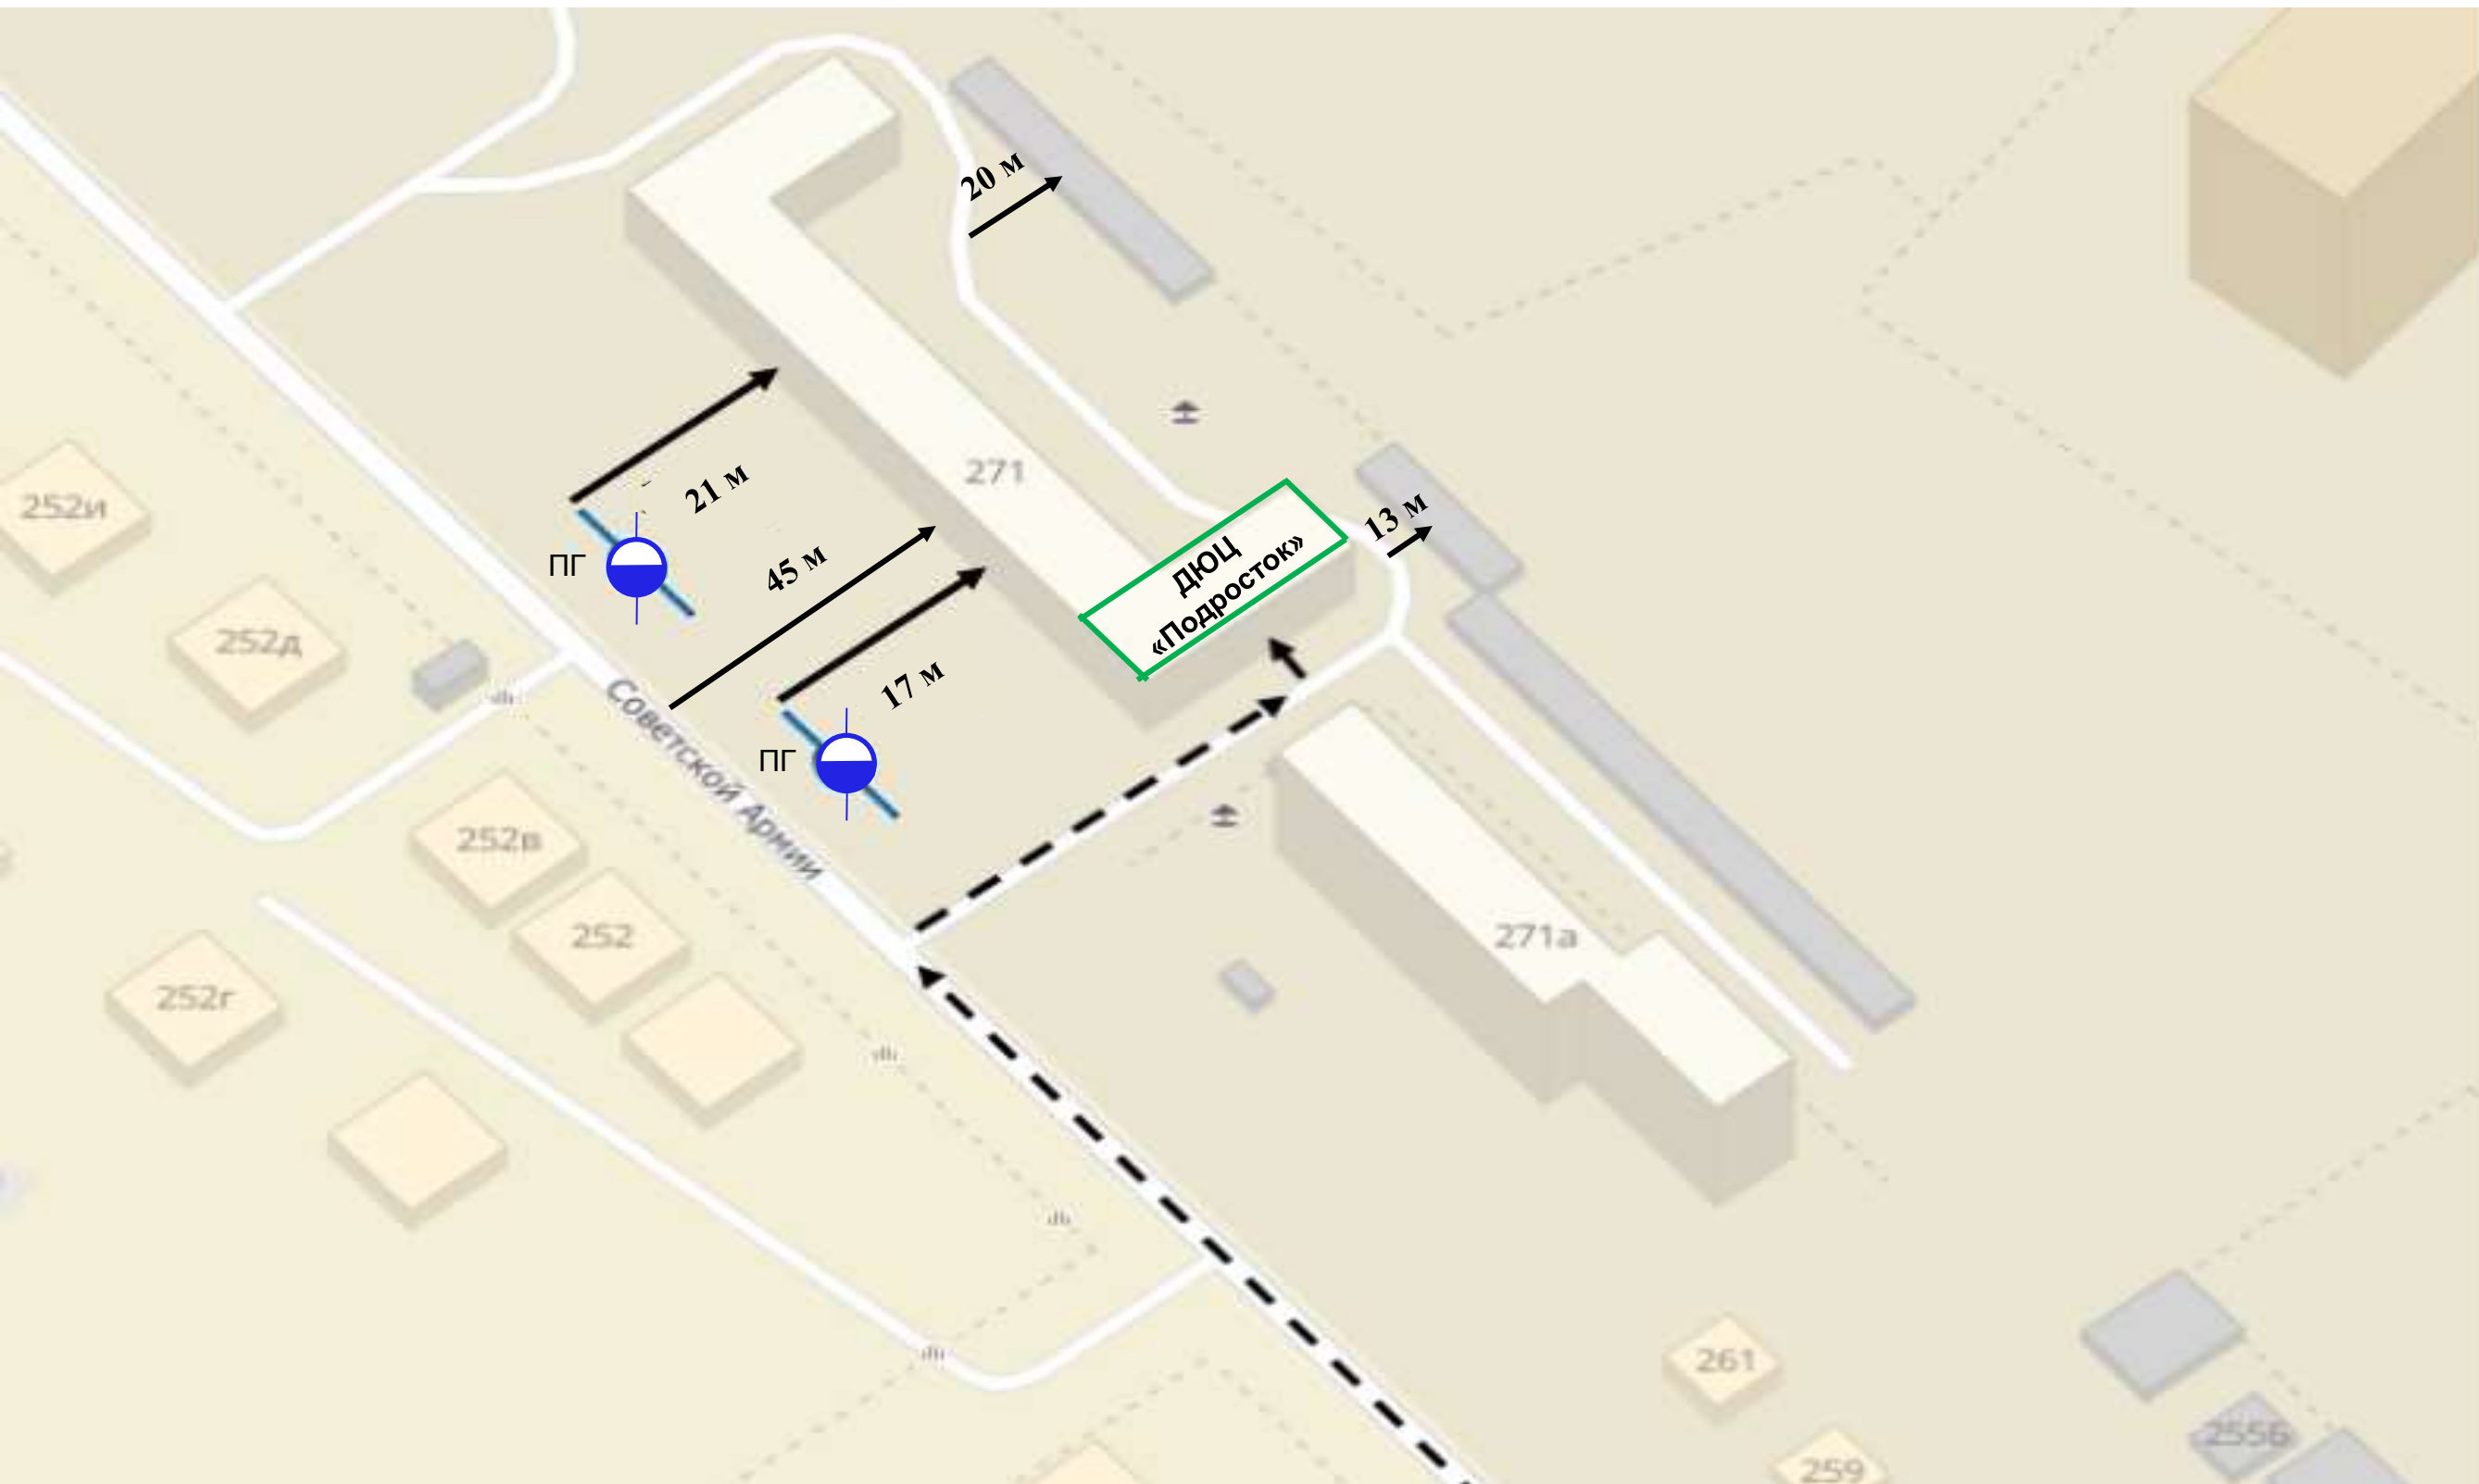 20 м
271
21 м
13 м
252и
ПГ
45 м
ДЮЦ
«Подросток»
252д
17 м
Советской Армии
ПГ
252в
252
271а
252г
261
255Б
259